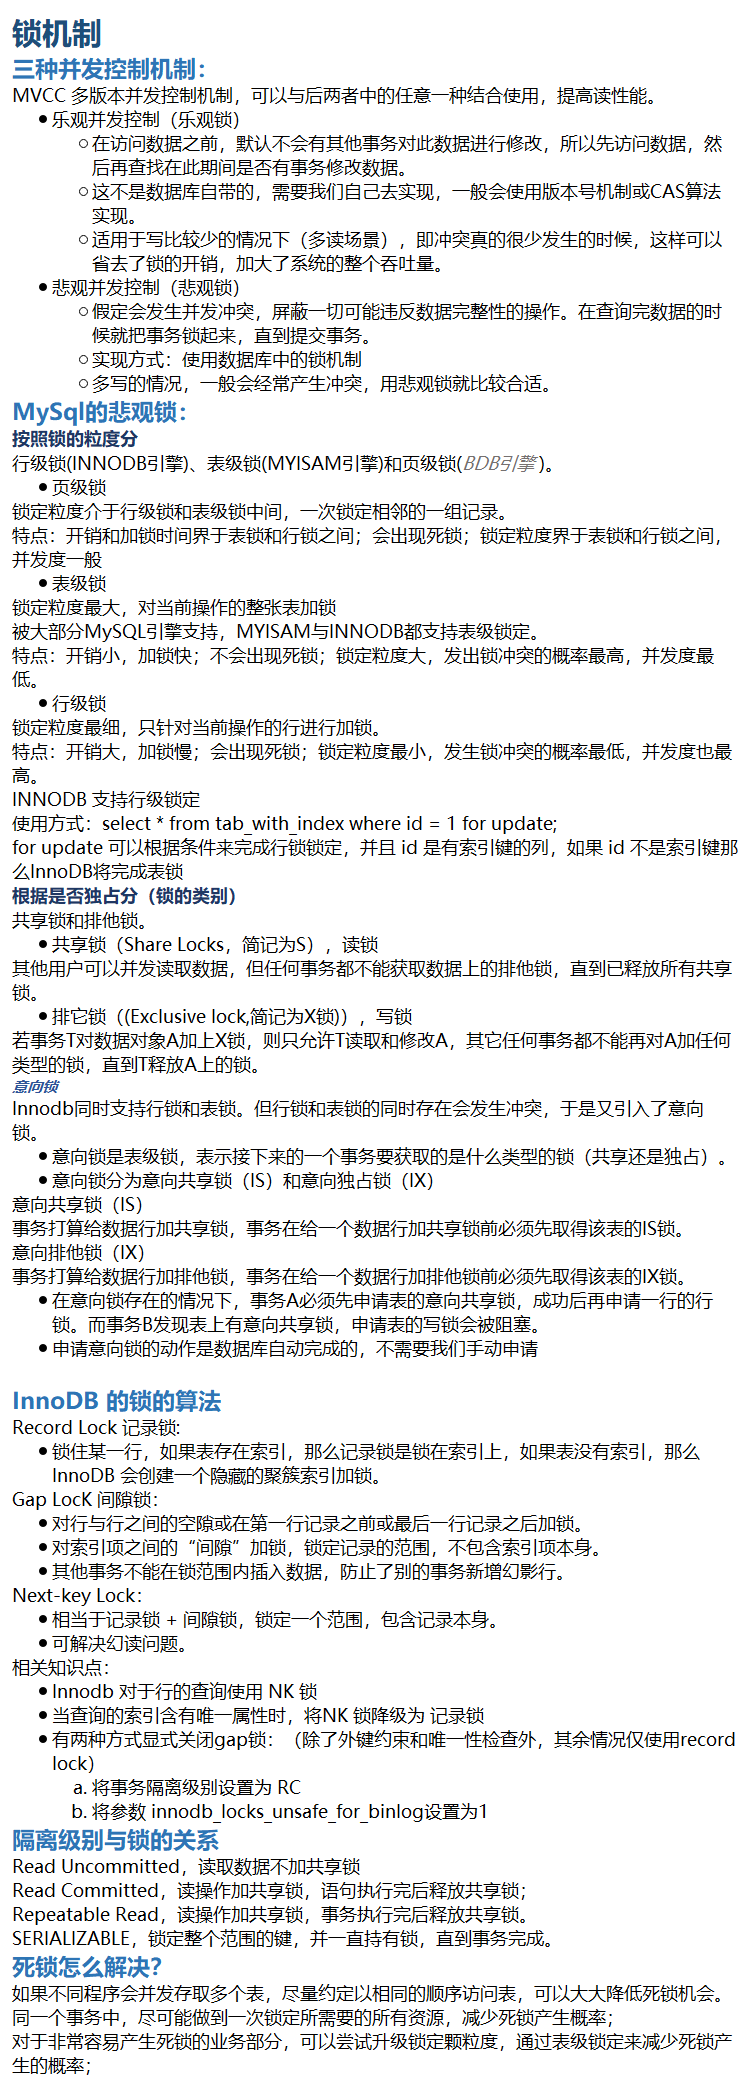 锁机制
三种并发控制机制：
MVCC 多版本并发控制机制，可以与后两者中的任意一种结合使用，提高读性能。
●乐观并发控制（乐观锁）
○在访问数据之前，默认不会有其他事务对此数据进行修改，所以先访问数据，然
后再查找在此期间是否有事务修改数据。
○这不是数据库自带的，需要我们自己去实现，一般会使用版本号机制或CAS算法
实现。
○适用于写比较少的情况下（多读场景），即冲突真的很少发生的时候，这样可以
省去了锁的开销，加大了系统的整个吞吐量。
●悲观并发控制（悲观锁）
○假定会发生并发冲突，屏蔽一切可能违反数据完整性的操作。在查询完数据的时
候就把事务锁起来，直到提交事务。
○实现方式：使用数据库中的锁机制
○多写的情况，一般会经常产生冲突，用悲观锁就比较合适。
MySql的悲观锁：
按照锁的粒度分
行级锁(INNODB引擎)、表级锁(MYISAM引擎)和页级锁(BDB引擎 )。
●页级锁
锁定粒度介于行级锁和表级锁中间，一次锁定相邻的一组记录。
特点：开销和加锁时间界于表锁和行锁之间；会出现死锁；锁定粒度界于表锁和行锁之间，
并发度一般
●表级锁
锁定粒度最大，对当前操作的整张表加锁
被大部分MySQL引擎支持，MYISAM与INNODB都支持表级锁定。
特点：开销小，加锁快；不会出现死锁；锁定粒度大，发出锁冲突的概率最高，并发度最
低。
●行级锁
锁定粒度最细，只针对当前操作的行进行加锁。
特点：开销大，加锁慢；会出现死锁；锁定粒度最小，发生锁冲突的概率最低，并发度也最
高。
INNODB 支持行级锁定
使用方式：select * from tab_with_index where id = 1 for update;
for update 可以根据条件来完成行锁锁定，并且 id 是有索引键的列，如果 id 不是索引键那
么InnoDB将完成表锁
根据是否独占分（锁的类别）
共享锁和排他锁。
●共享锁（Share Locks，简记为S），读锁
其他用户可以并发读取数据，但任何事务都不能获取数据上的排他锁，直到已释放所有共享
锁。
●排它锁（(Exclusive lock,简记为X锁)），写锁
若事务T对数据对象A加上X锁，则只允许T读取和修改A，其它任何事务都不能再对A加任何
类型的锁，直到T释放A上的锁。
意向锁
Innodb同时支持行锁和表锁。但行锁和表锁的同时存在会发生冲突，于是又引入了意向
锁。
●意向锁是表级锁，表示接下来的一个事务要获取的是什么类型的锁（共享还是独占）。
●意向锁分为意向共享锁（IS）和意向独占锁（IX）
意向共享锁（IS）
事务打算给数据行加共享锁，事务在给一个数据行加共享锁前必须先取得该表的IS锁。
意向排他锁（IX）
事务打算给数据行加排他锁，事务在给一个数据行加排他锁前必须先取得该表的IX锁。
●在意向锁存在的情况下，事务A必须先申请表的意向共享锁，成功后再申请一行的行
锁。而事务B发现表上有意向共享锁，申请表的写锁会被阻塞。
●申请意向锁的动作是数据库自动完成的，不需要我们手动申请
InnoDB 的锁的算法
Record Lock 记录锁:
●锁住某一行，如果表存在索引，那么记录锁是锁在索引上，如果表没有索引，那么
InnoDB 会创建一个隐藏的聚簇索引加锁。
Gap LocK 间隙锁：
●对行与行之间的空隙或在第一行记录之前或最后一行记录之后加锁。
●对索引项之间的“间隙”加锁，锁定记录的范围，不包含索引项本身。
●其他事务不能在锁范围内插入数据，防止了别的事务新增幻影行。
Next-key Lock：
●相当于记录锁 + 间隙锁，锁定一个范围，包含记录本身。
●可解决幻读问题。
相关知识点：
●Innodb 对于行的查询使用 NK 锁
●当查询的索引含有唯一属性时，将NK 锁降级为 记录锁
●有两种方式显式关闭gap锁：（除了外键约束和唯一性检查外，其余情况仅使用record
lock）
a. 将事务隔离级别设置为 RC
b. 将参数 innodb_locks_unsafe_for_binlog设置为1
隔离级别与锁的关系
Read Uncommitted，读取数据不加共享锁
Read Committed，读操作加共享锁，语句执行完后释放共享锁；
Repeatable Read，读操作加共享锁，事务执行完后释放共享锁。
SERIALIZABLE，锁定整个范围的键，并一直持有锁，直到事务完成。
死锁怎么解决？
如果不同程序会并发存取多个表，尽量约定以相同的顺序访问表，可以大大降低死锁机会。
同一个事务中，尽可能做到一次锁定所需要的所有资源，减少死锁产生概率；
对于非常容易产生死锁的业务部分，可以尝试升级锁定颗粒度，通过表级锁定来减少死锁产
生的概率；